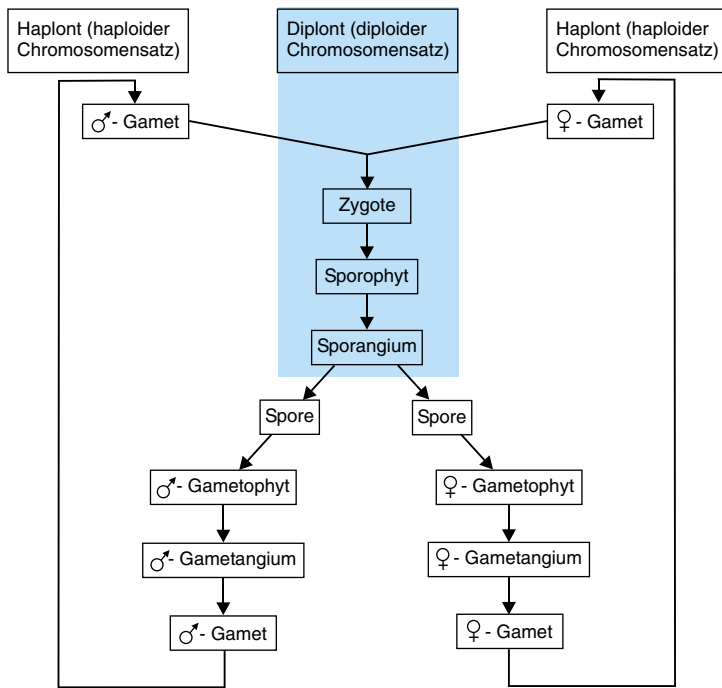 Haplont (haploider
Chromosomensatz)
Diplont (diploider
Chromosomensatz)
Haplont (haploider
Chromosomensatz)
♂- Gamet
♀- Gamet
Zygote
Sporophyt
Sporangium
Spore
Spore
♂- Gametophyt
♀- Gametophyt
♂- Gametangium
♀- Gametangium
♂- Gamet
♀- Gamet